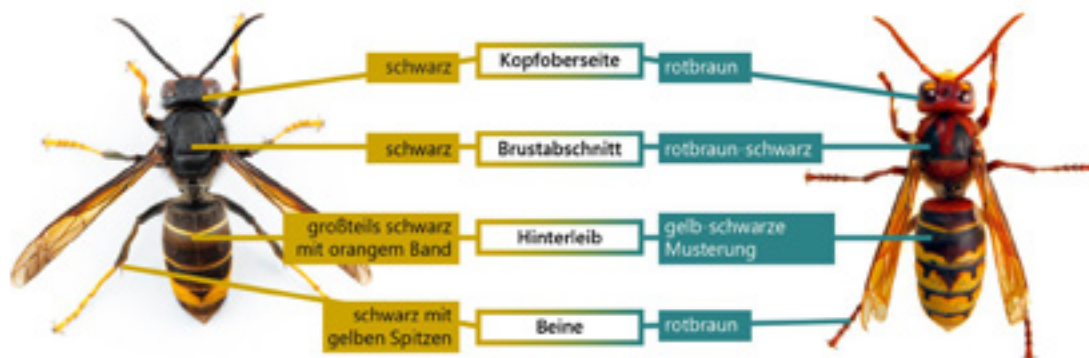 schwarz
Kopfoberseite
rotbraun
schwarz
Brustabschnitt
rotbraun-schwarz
großteils schwarz
mit orangem Band
Hinterleib
gelb-schwarze
Musterung
schwarz mit
gelben Spitzen
Beine
rotbraun